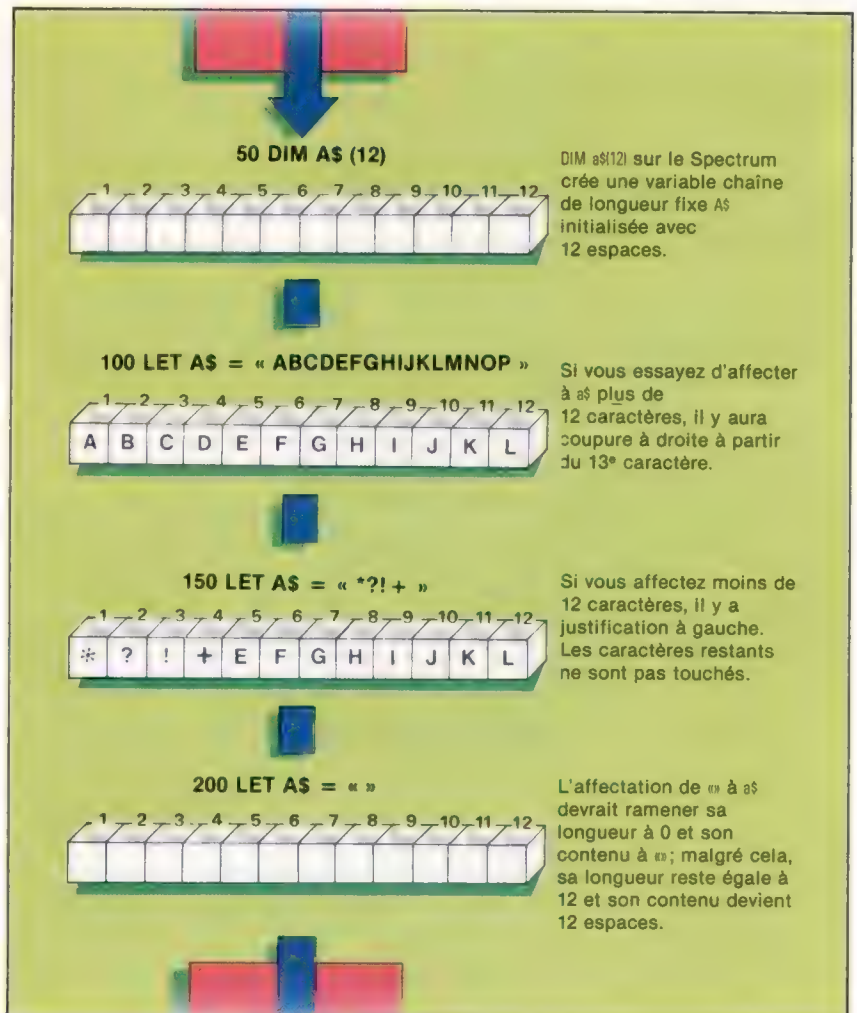 50 DIM A$ (12)
1 2 3 4 5 6 7 8 9 10 11 12
DIM a$(12) sur le Spectrum
crée une variable chaîne
de longueur fixe A$
initialisée avec
12 espaces.
100 LET A$ = « ABCDEFGHIJKLMNOP »
1 2 3 4 5 6 7 8 9 10 11 12
A B C D E F G H I J K L
Si vous essayez d'affecter
à a$ plus de
12 caractères, il y aura
coupure à droite à partir
du 13e caractère.
150 LET A$ = « *?! + »
1 2 3 4 5 6 7 8 9 10 11 12
* ? ! + E F G H I J K L
Si vous affectez moins de
12 caractères, il y a
justification à gauche.
Les caractères restants
ne sont pas touchés.
200 LET A$ = « »
1 2 3 4 5 6 7 8 9 10 11 12
L'affectation de «» à a$
devrait ramener sa
longueur à 0 et son
contenu à «»; malgré cela,
sa longueur reste égale à
12 et son contenu devient
12 espaces.